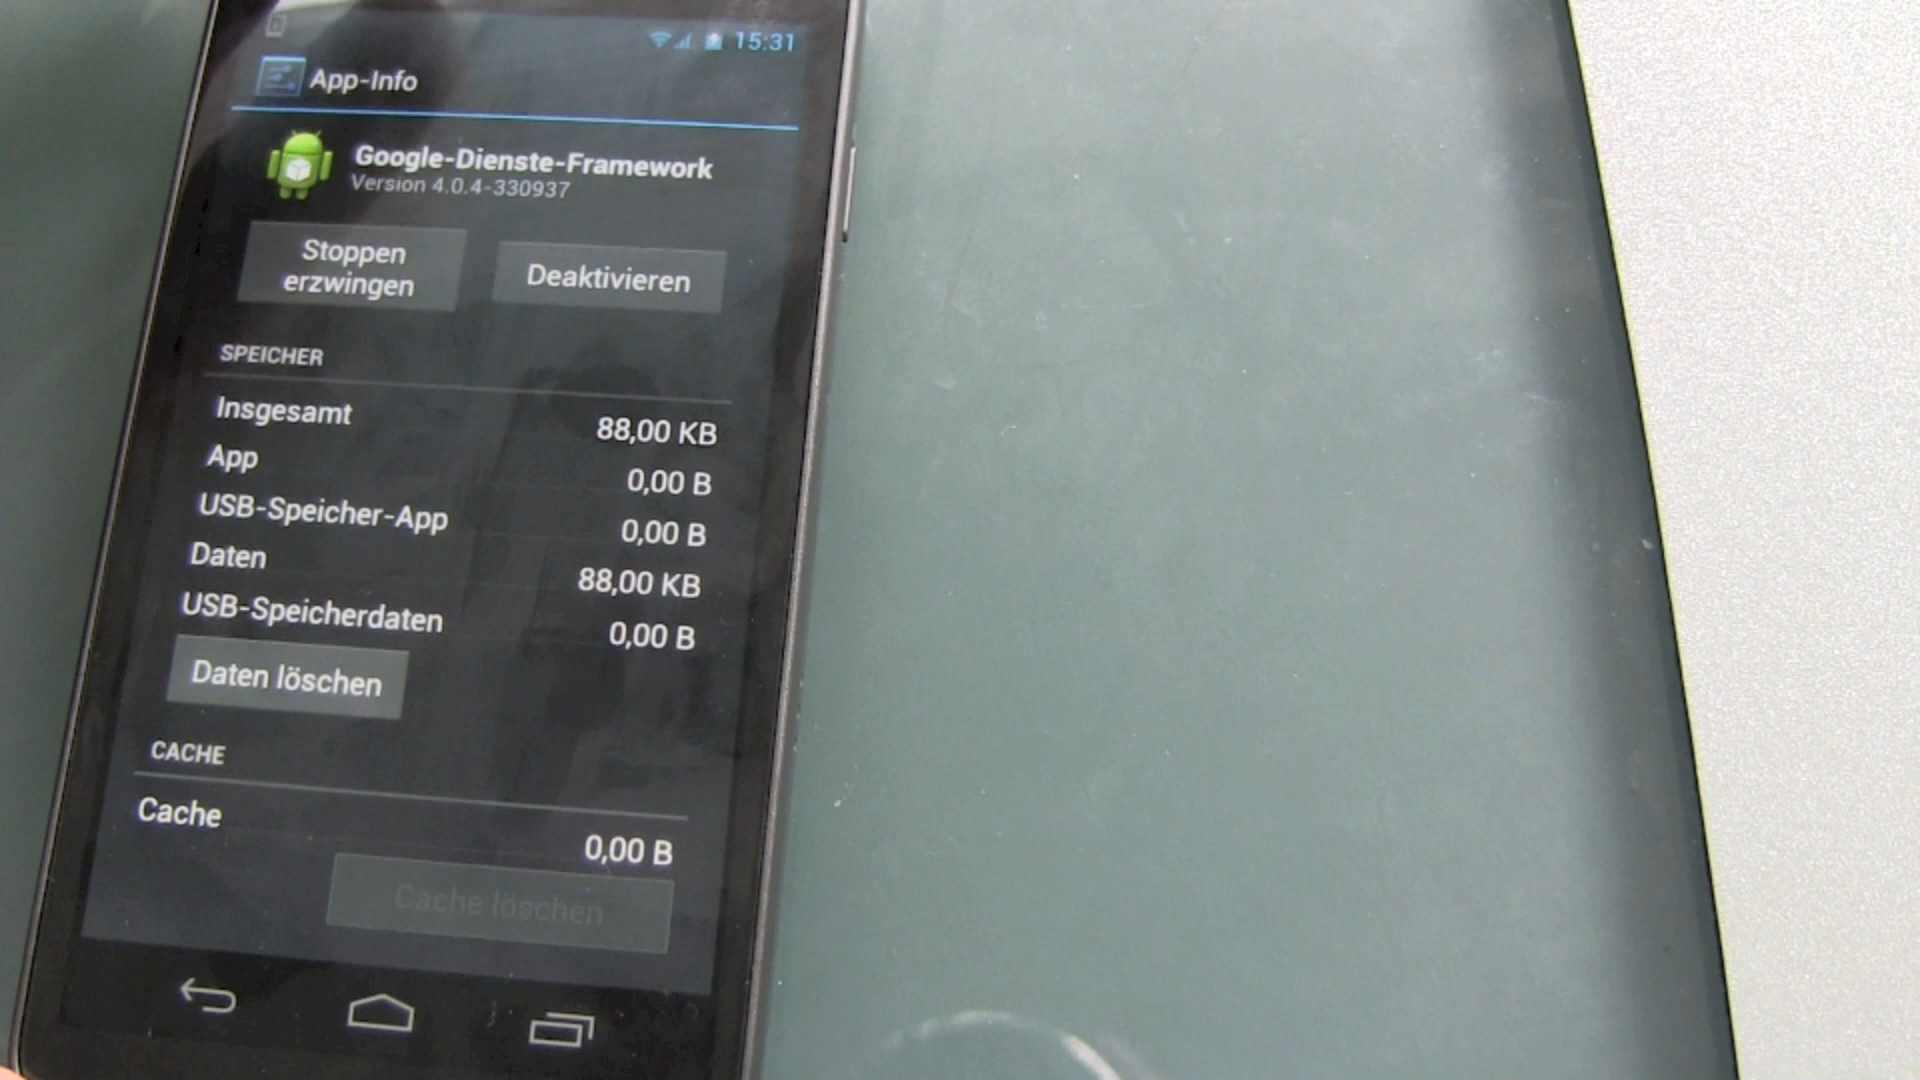 15:31
App-Info
Google-Dienste-Framework
Version 4.0.4-330937
Stoppen
erzwingen
Deaktivieren
SPEICHER
Insgesamt 88,00 KB
App 0,00 B
USB-Speicher-App 0,00 B
Daten 88,00 KB
USB-Speicherdaten 0,00 B
Daten löschen
CACHE
Cache 0,00 B
Cache löschen